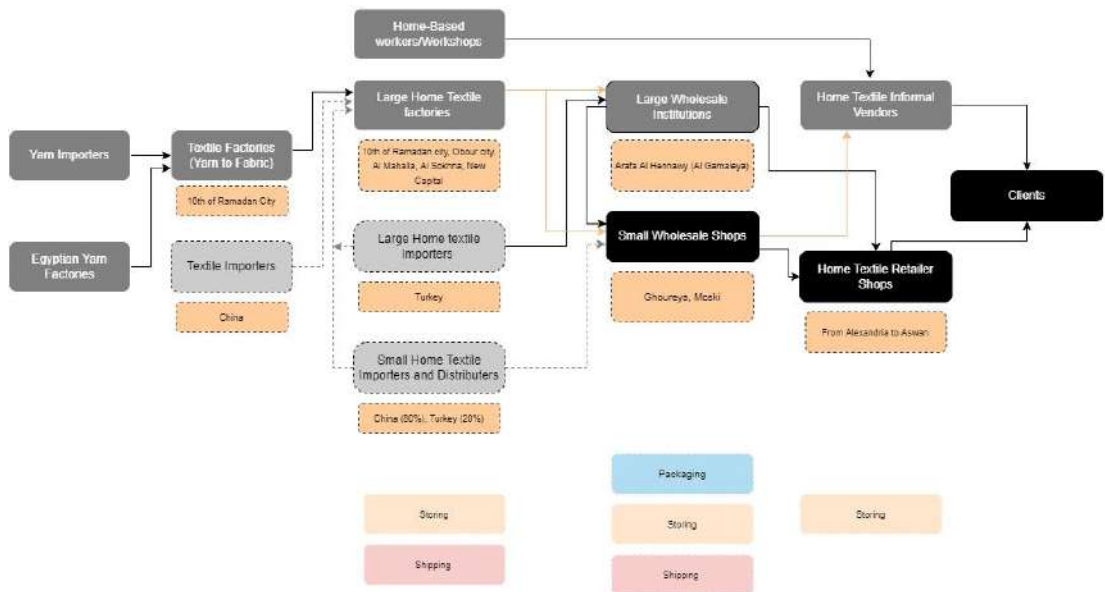 Home-Based
workers/Workshops
Large Home Textile
factories
Large Wholesale
Institutions
Home Textile Informal
Vendors
Yarn Importers
Textile Factories
(Yarn to Fabric)
10th of Ramadan city, Obour city
Al Mahalla, Al Sokhna, New
Capital
Arafa Al Hennawy (Al Gamaleya)
10th of Ramadan City
Clients
Egyptian Yarn
Factories
Textile Importers
Large Home textile
Importers
Small Wholesale Shops
Home Textile Retailer
Shops
China
Turkey
Ghoureya, Moski
From Alexandria to Aswan
Small Home Textile
Importers and Distributers
China (80%), Turkey (20%)
Packaging
Storing
Storing
Storing
Shipping
Shipping